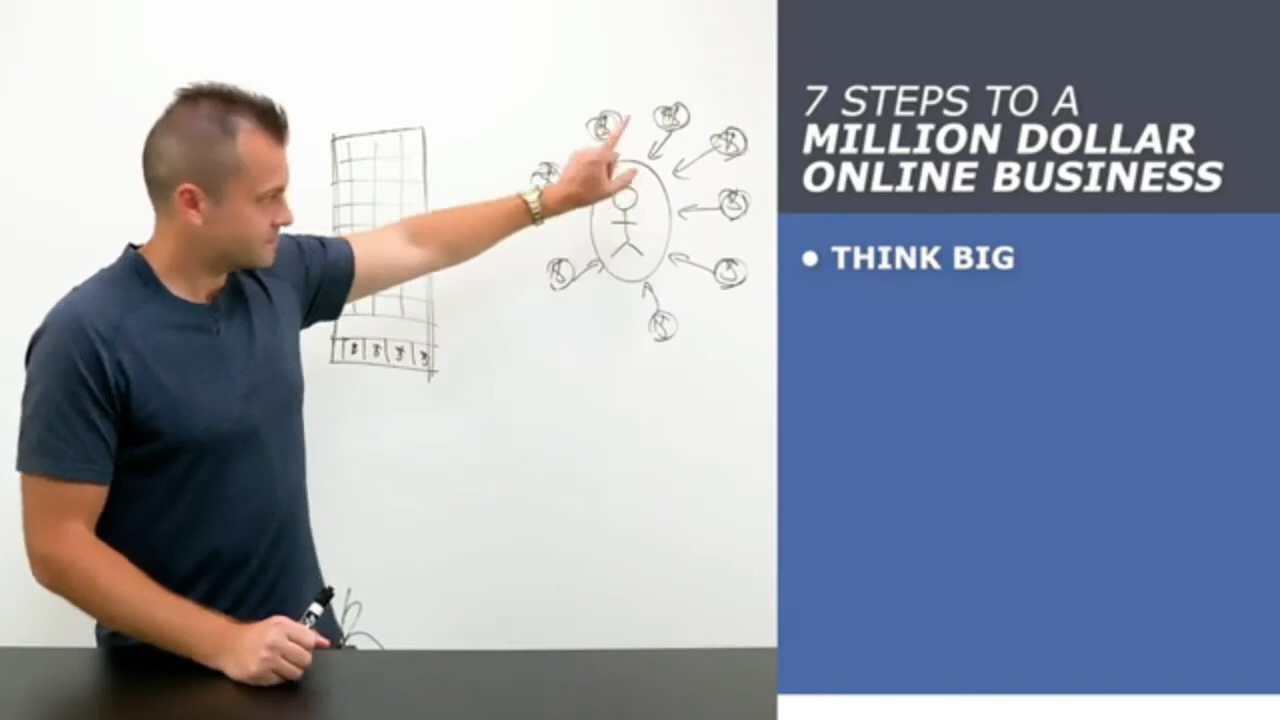 7 STEPS TO A
MILLION DOLLAR
ONLINE BUSINESS
• THINK BIG